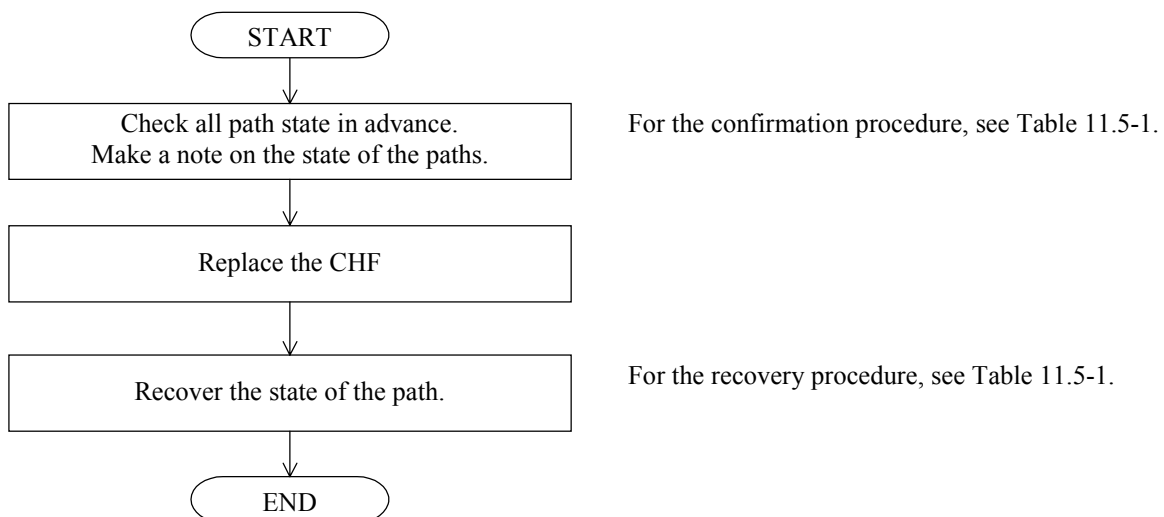 START
Check all path state in advance.
Make a note on the state of the paths.
For the confirmation procedure, see Table 11.5-1.
Replace the CHF
Recover the state of the path.
For the recovery procedure, see Table 11.5-1.
END